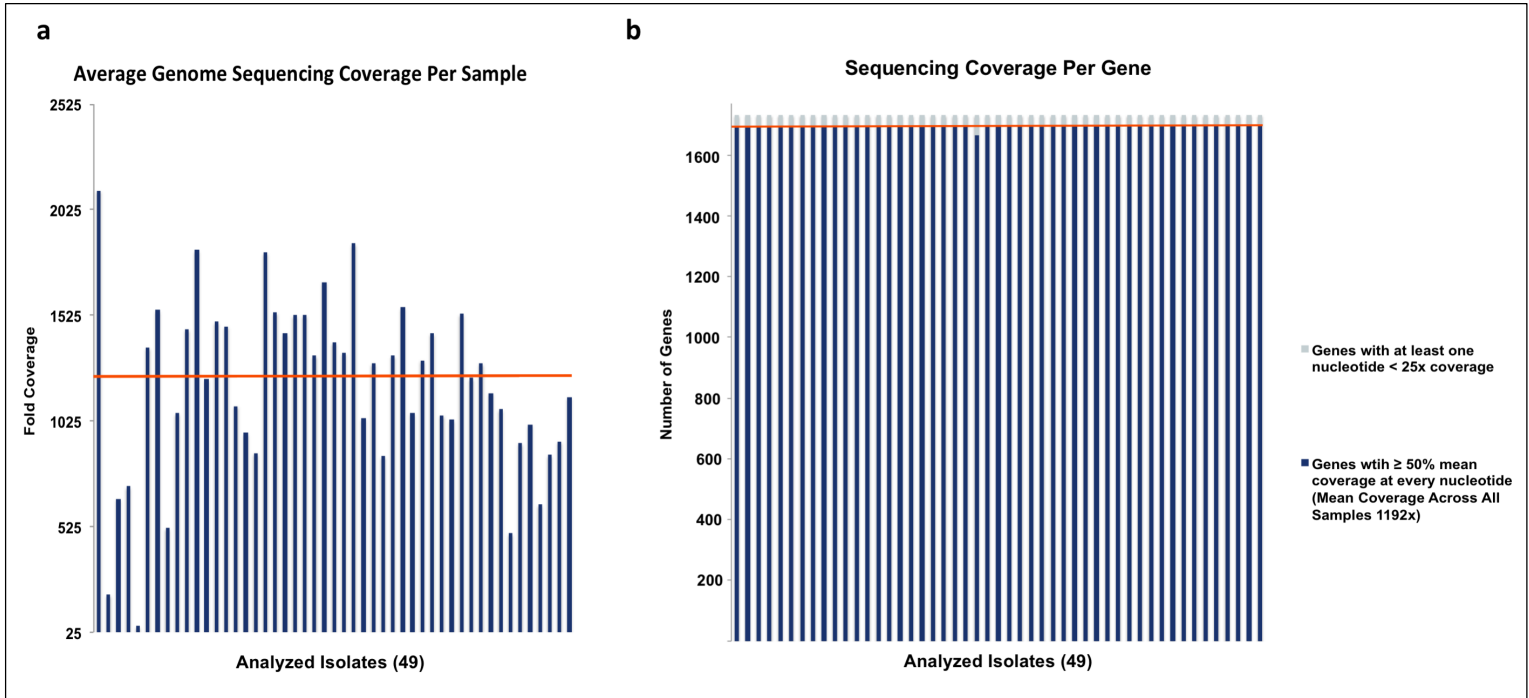 a
Average Genome Sequencing Coverage Per Sample
2525
2025
1525
1025
525
25
Fold Coverage
Analyzed Isolates (49)
b
Sequencing Coverage Per Gene
1600
1400
1200
1000
800
600
400
200
Number of Genes
Analyzed Isolates (49)
Genes with at least one
nucleotide < 25x coverage
Genes wtih ≥ 50% mean
coverage at every nucleotide
(Mean Coverage Across All
Samples 1192x)